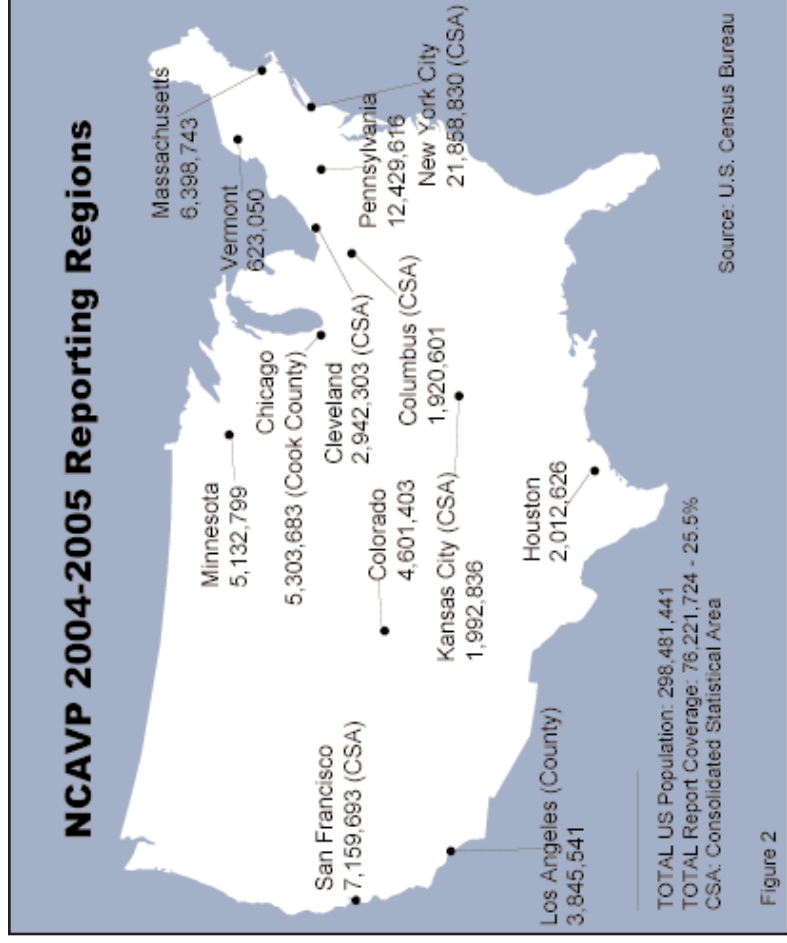 NCAVP 2004-2005 Reporting Regions
Massachusetts
6,398,743
Vermont
623,050
Minnesota
5,132,799
Chicago
5,303,683 (Cook County)
Cleveland
2,942,303 (CSA)
Pennsylvania
12,429,616
New York City
21,858,830 (CSA)
Columbus (CSA)
1,920,601
San Francisco
7,159,693 (CSA)
Colorado
4,601,403
Kansas City (CSA)
1,992,836
Los Angeles (County)
3,845,541
Houston
2,012,626
TOTAL US Population: 298,481,441
TOTAL Report Coverage: 76,221,724 - 25.5%
CSA: Consolidated Statistical Area
Source: U.S. Census Bureau
Figure 2